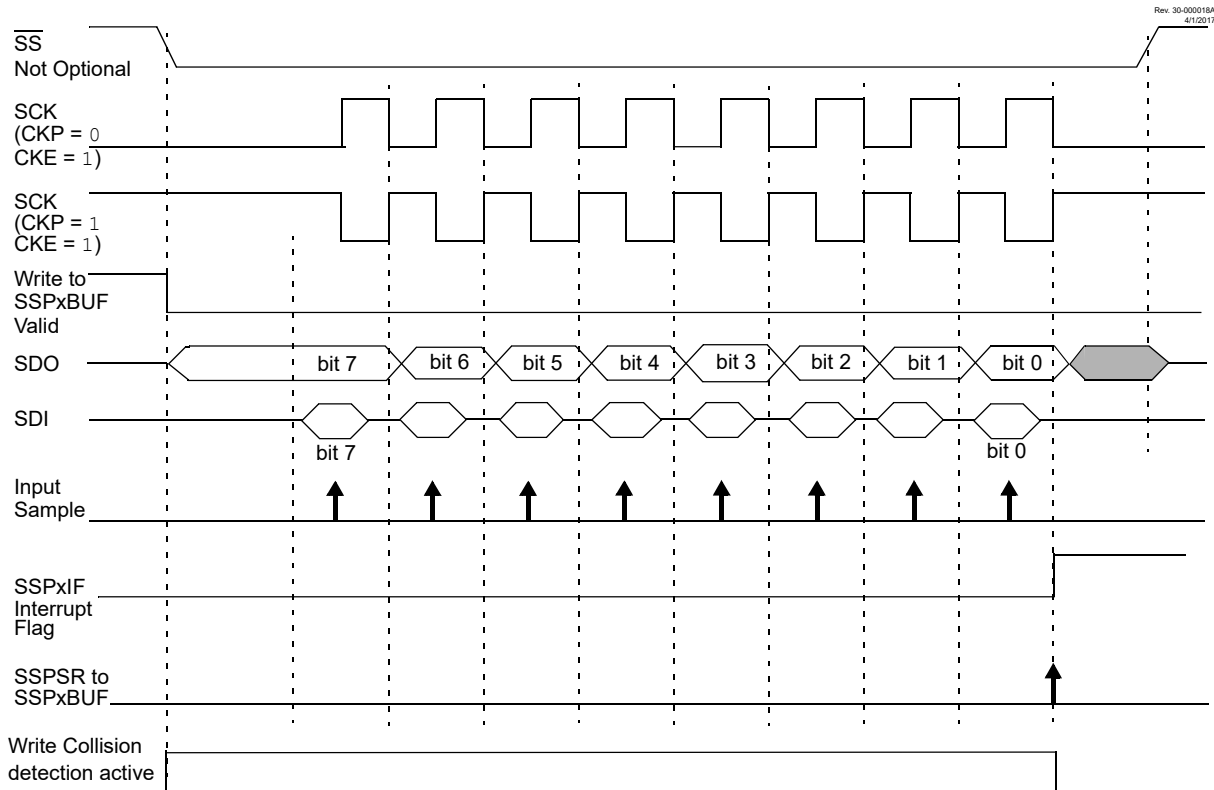 Rev. 30-000018A
4/1/2017
SS
Not Optional
SCK
(CKP = 0
CKE = 1)
SCK
(CKP = 1
CKE = 1)
Write to
SSPxBUF
Valid
SDO
bit 7 bit 6 bit 5 bit 4 bit 3 bit 2 bit 1 bit 0
SDI
bit 7 bit 0
Input
Sample
SSPxIF
Interrupt
Flag
SSPSR to
SSPxBUF
Write Collision
detection active